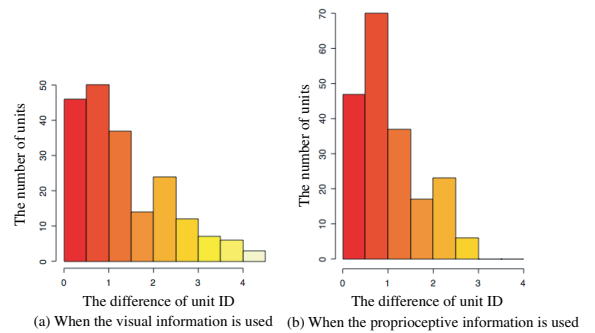 The number of units
0 10 20 30 40 50
0 1 2 3 4
The difference of unit ID
(a) When the visual information is used
The number of units
0 10 20 30 40 50 60 70
0 1 2 3 4
The difference of unit ID
(b) When the proprioceptive information is used